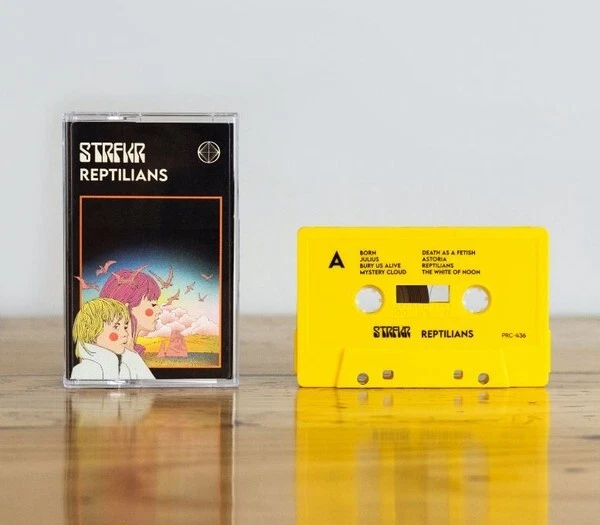 STRFKR
REPTILIANS
A
BORN
JULIUS
BURY US ALIVE
MYSTERY CLOUD
DEATH AS A FETISH
ASTORIA
REPTILIANS
THE WHITE OF NOON
STRFKR REPTILIANS
PRC-436